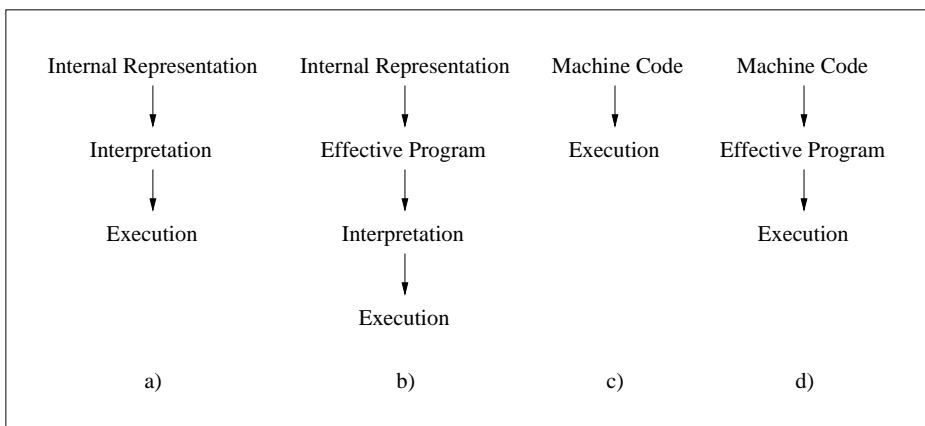 Internal Representation
Internal Representation
Machine Code
Machine Code
Interpretation
Effective Program
Execution
Effective Program
Execution
Interpretation
Execution
Execution
a)
b)
c)
d)